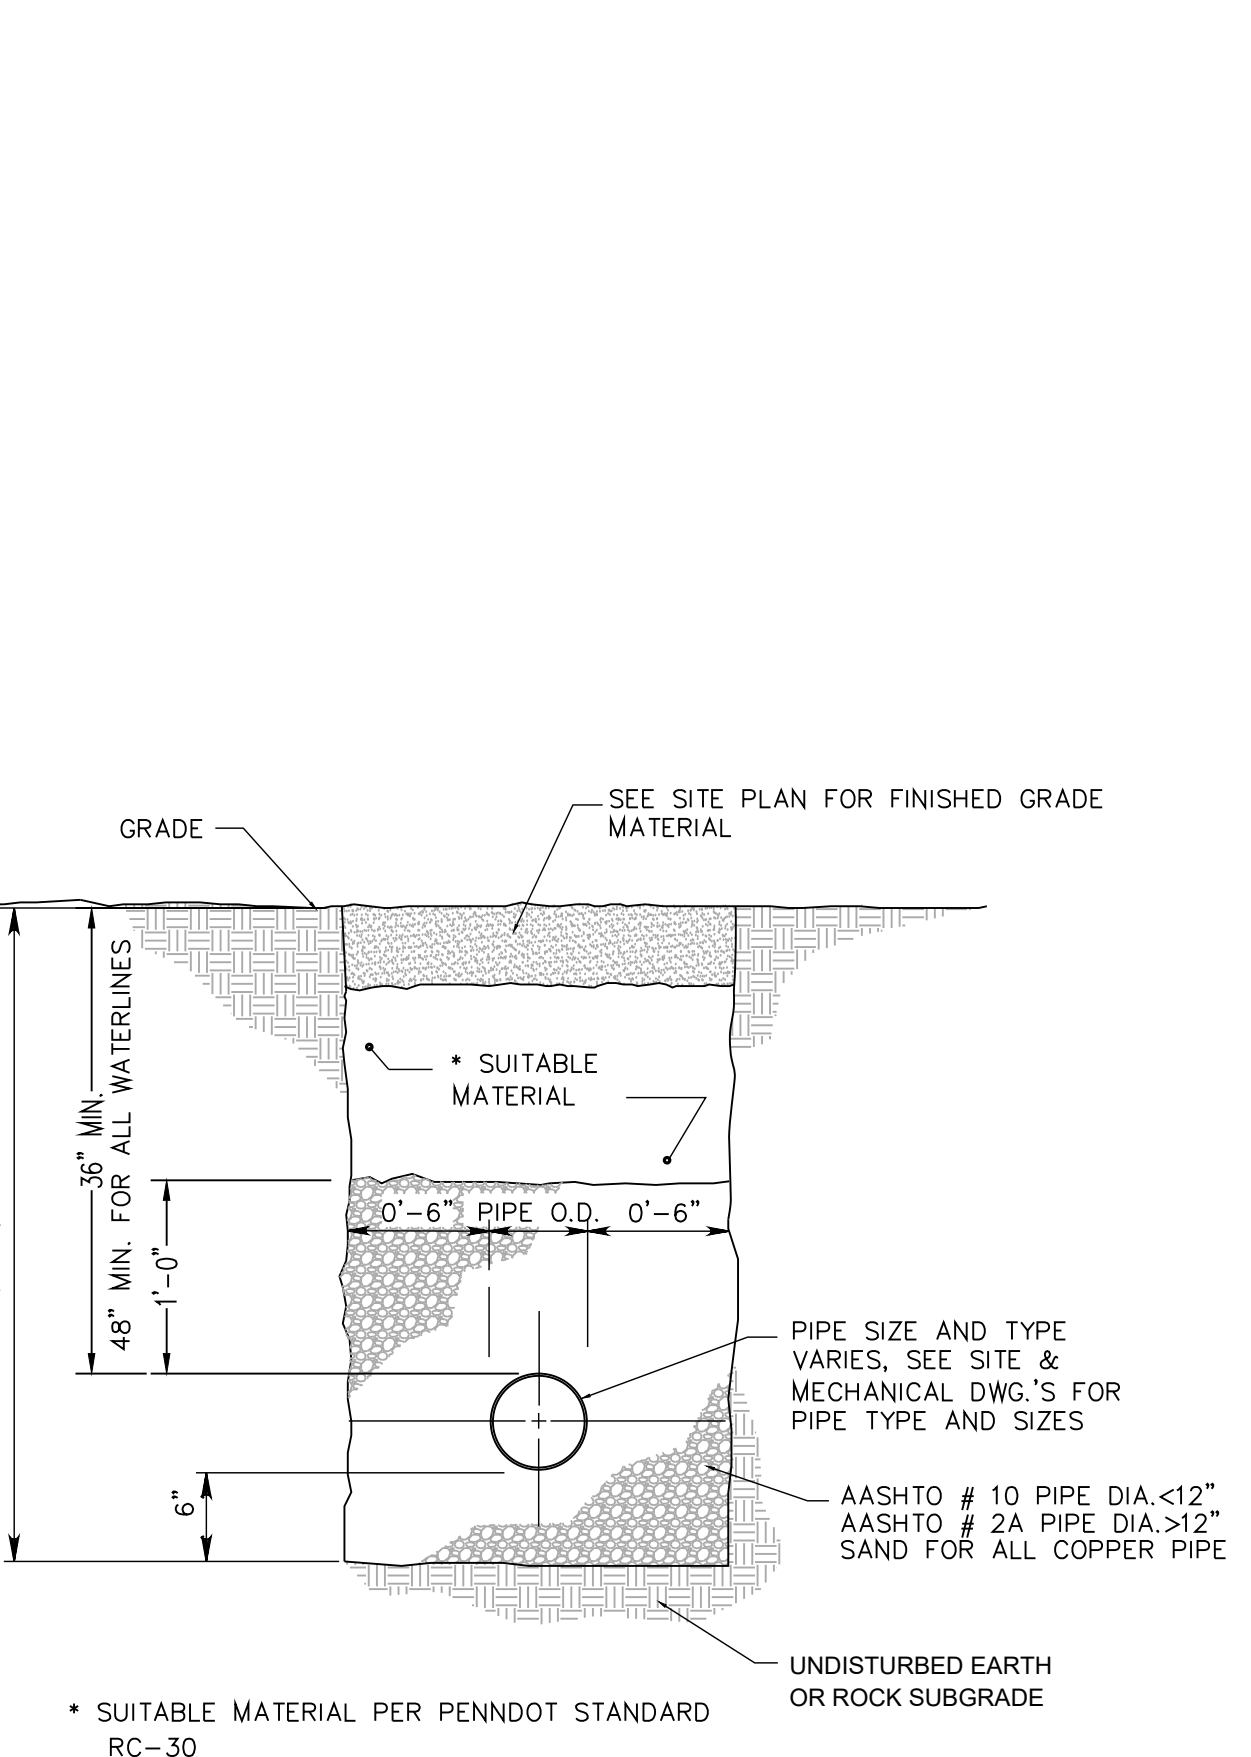 SEE SITE PLAN FOR FINISHED GRADE
MATERIAL
GRADE
36" MIN.
48" MIN. FOR ALL WATERLINES
* SUITABLE
MATERIAL
0'-6" PIPE O.D. 0'-6"
1'-0"
PIPE SIZE AND TYPE
VARIES, SEE SITE &
MECHANICAL DWG.'S FOR
PIPE TYPE AND SIZES
6"
AASHTO # 10 PIPE DIA.<12"
AASHTO # 2A PIPE DIA.>12"
SAND FOR ALL COPPER PIPE
UNDISTURBED EARTH
OR ROCK SUBGRADE
* SUITABLE MATERIAL PER PENNDOT STANDARD
RC-30